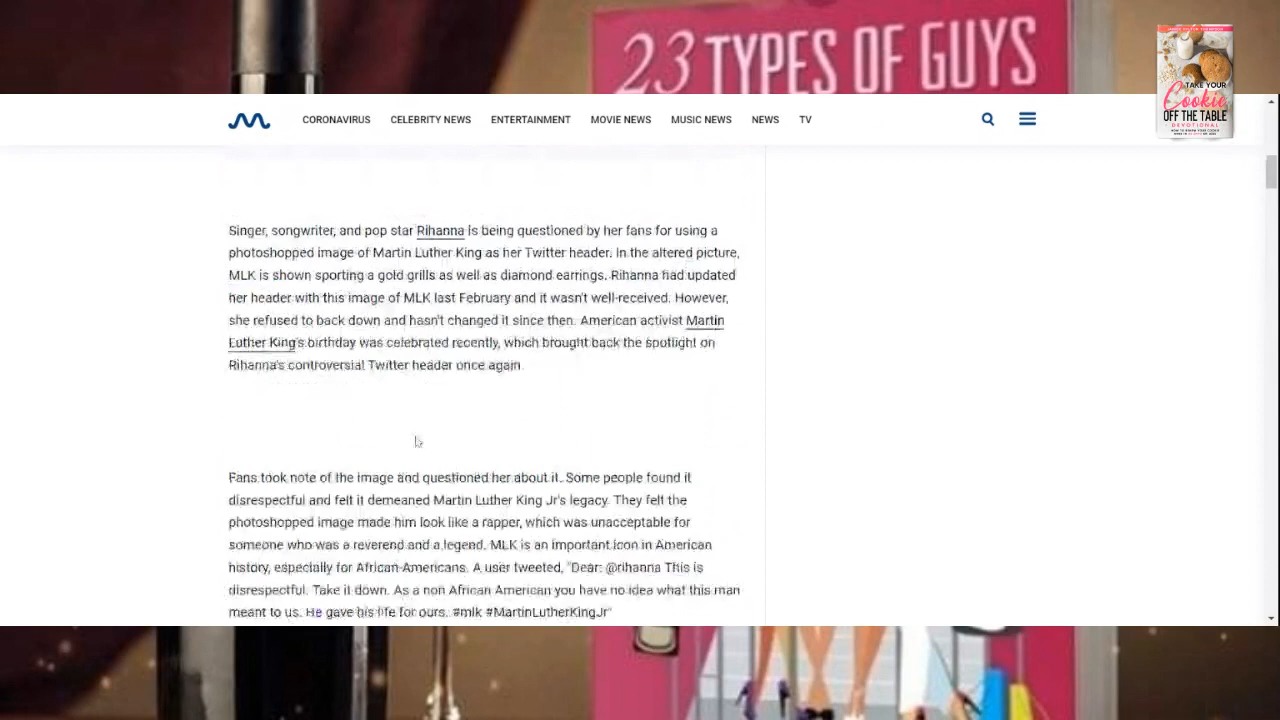 23 TYPES OF GUYS
TAKE YOUR
Cookie
OFF THE TABLE
DEVOTIONAL
CORONAVIRUS CELEBRITY NEWS ENTERTAINMENT MOVIE NEWS MUSIC NEWS NEWS TV
Singer, songwriter, and pop star Rihanna is being questioned by her fans for using a
photoshopped image of Martin Luther King as her Twitter header. In the altered picture,
MLK is shown sporting a gold grills as well as diamond earrings. Rihanna had updated
her header with this image of MLK last February and it wasn't well-received. However,
she refused to back down and hasn't changed it since then. American activist Martin
Luther King's birthday was celebrated recently, which brought back the spotlight on
Rihanna's controversial Twitter header once again.
Fans took note of the image and questioned her about it. Some people found it
disrespectful and felt it demeaned Martin Luther King Jr's legacy. They felt the
photoshopped image made him look like a rapper, which was unacceptable for
someone who was a reverend and a legend. MLK is an important icon in American
history, especially for African-Americans. A user tweeted, "Dear: @rihanna This is
disrespectful. Take it down. As a non African American you have no idea what this man
meant to us. He gave his life for ours. #mlk #MartinLutherKingJr"